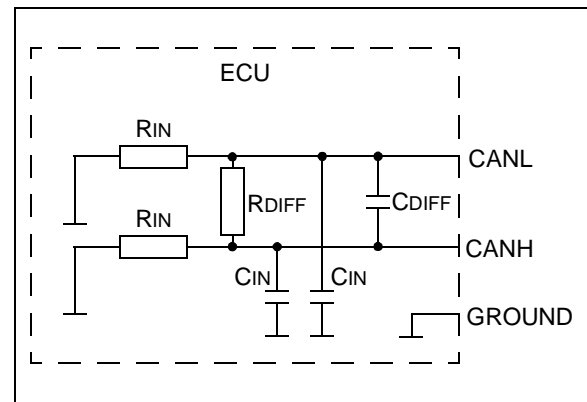 ECU
RIN
CANL
RDIFF
CDIFF
RIN
CANH
CIN
CIN
GROUND